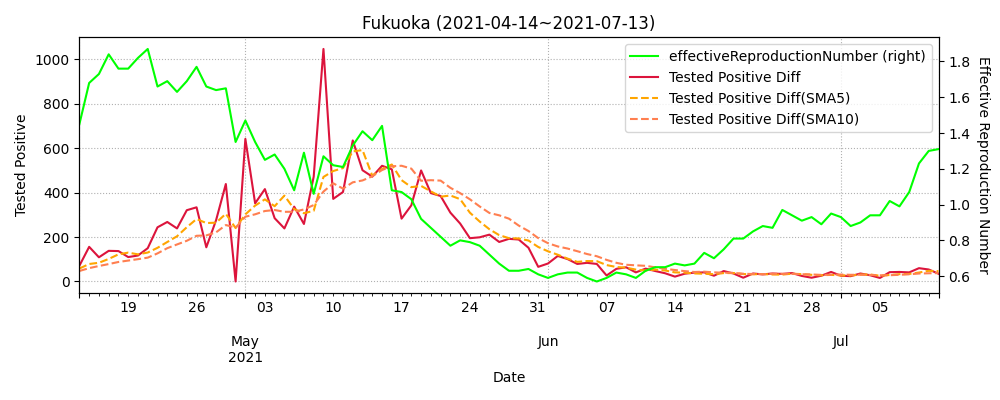 Fukuoka (2021-04-14~2021-07-13)
effectiveReproductionNumber (right)
Tested Positive Diff
Tested Positive Diff(SMA5)
Tested Positive Diff(SMA10)
Tested Positive
1000
800
600
400
200
0
Effective Reproduction Number
1.8
1.6
1.4
1.2
1.0
0.8
0.6
19 26 03 10 17 24 31 07 14 21 28 05
May Jun Jul
2021
Date